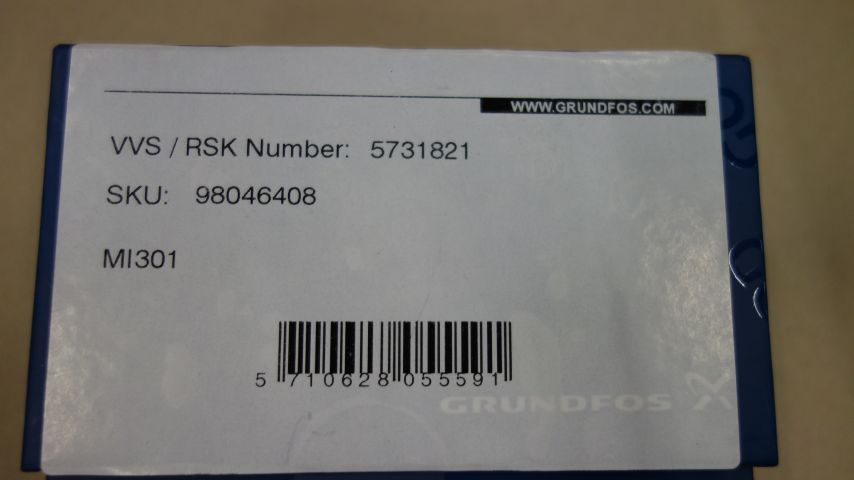 WWW.GRUNDFOS.COM
VVS / RSK Number: 5731821
SKU: 98046408
MI301
5 710628 055591
GRUNDFOS